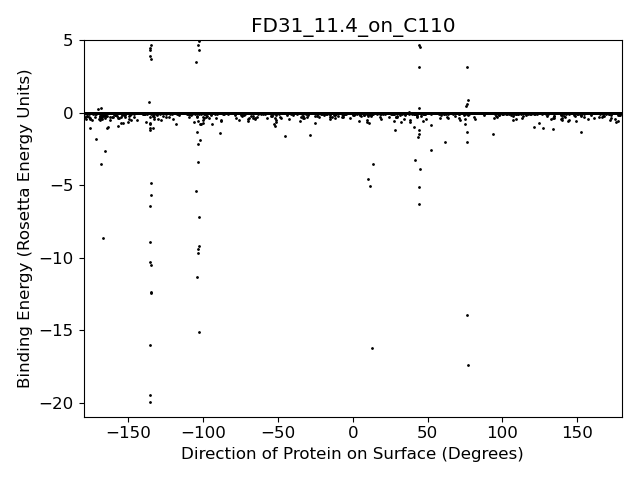 FD31_11.4_on_C110
Binding Energy (Rosetta Energy Units)
5
0
−5
−10
−15
−20
−150 −100 −50 0 50 100 150
Direction of Protein on Surface (Degrees)